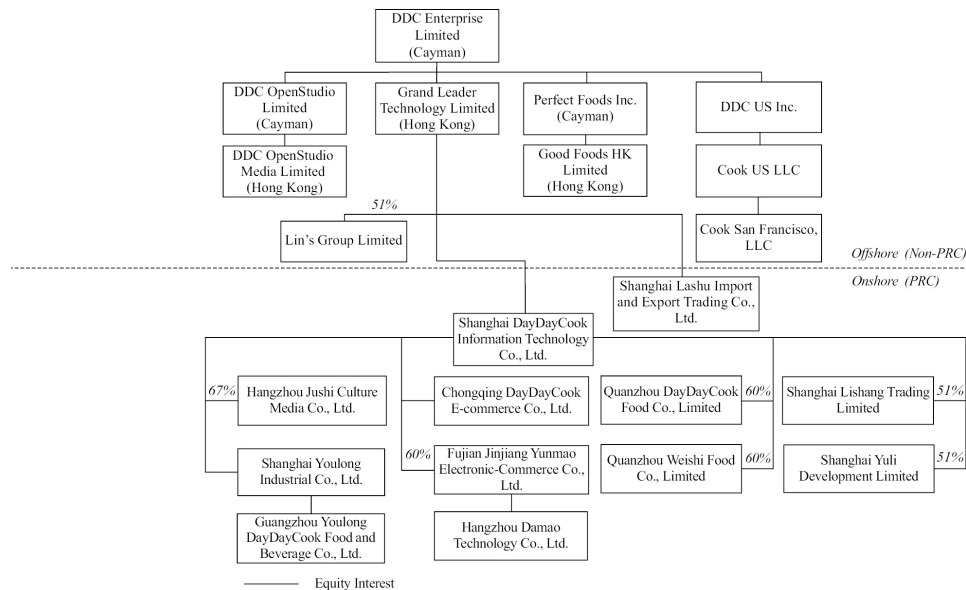 DDC Enterprise
Limited
(Cayman)
DDC OpenStudio
Limited
(Cayman)
Grand Leader
Technology Limited
(Hong Kong)
Perfect Foods Inc.
(Cayman)
DDC US Inc.
DDC OpenStudio
Media Limited
(Hong Kong)
Good Foods HK
Limited
(Hong Kong)
Cook US LLC
51%
Lin's Group Limited
Cook San Francisco,
LLC
Offshore (Non-PRC)
Onshore (PRC)
Shanghai Lashu Import
and Export Trading Co.,
Ltd.
Shanghai DayDayCook
Information Technology
Co., Ltd.
67%
Hangzhou Jushi Culture
Media Co., Ltd.
Chongqing DayDayCook
E-commerce Co., Ltd.
Quanzhou DayDayCook
Food Co., Limited
60%
Shanghai Lishang Trading
Limited
51%
Shanghai Youlong
Industrial Co., Ltd.
60%
Fujian Jinjiang Yunmao
Electronic-Commerce Co.,
Ltd.
Quanzhou Weishi Food
Co., Limited
60%
Shanghai Yuli
Development Limited
51%
Guangzhou Youlong
DayDayCook Food and
Beverage Co., Ltd.
Hangzhou Damao
Technology Co., Ltd.
Equity Interest